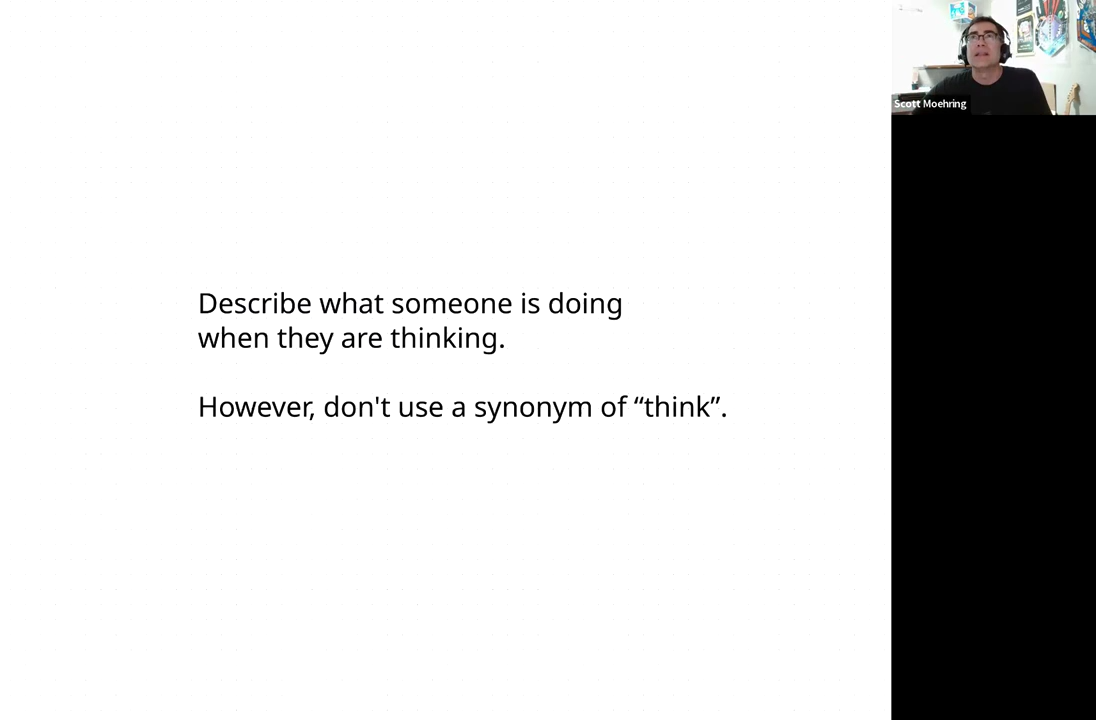 Describe what someone is doing
when they are thinking.
However, don't use a synonym of “think”.
Scott Moehring